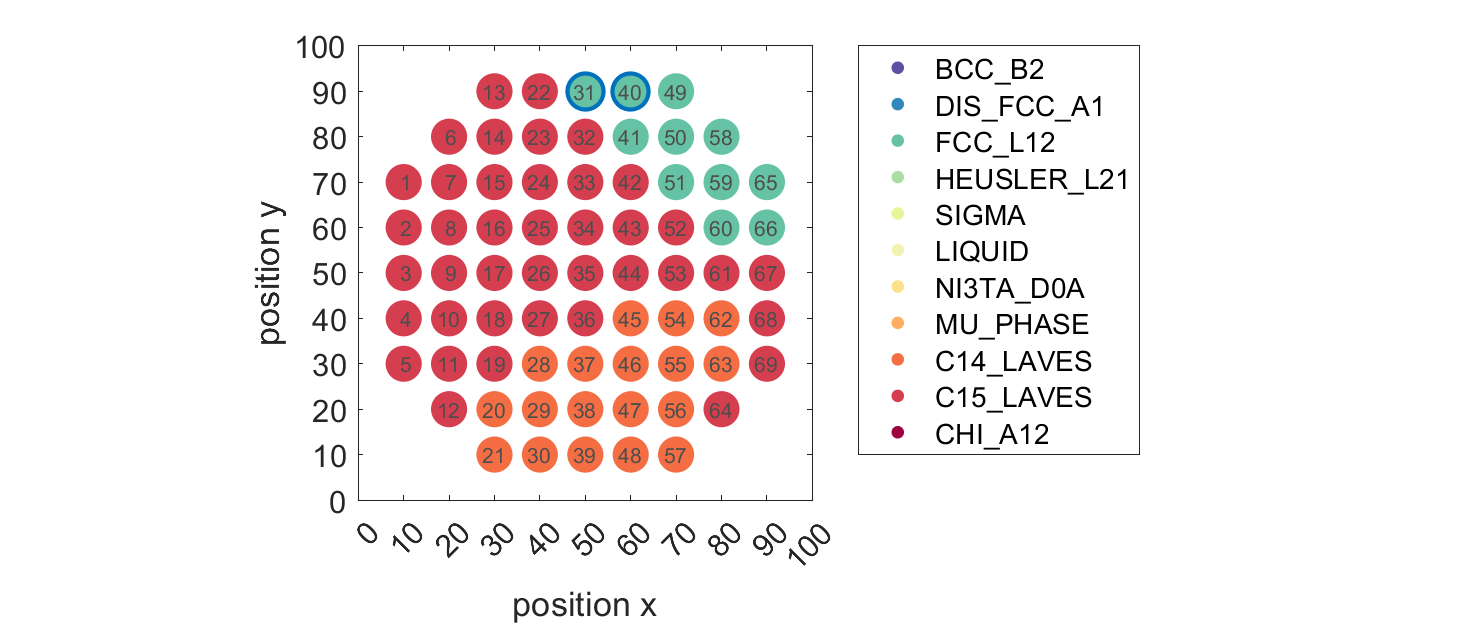 100
90
80
70
60
50
40
30
20
10
0
position y
13 22 31 40 49
6 14 23 32 41 50 58
1 7 15 24 33 42 51 59 65
2 8 16 25 34 43 52 60 66
3 9 17 26 35 44 53 61 67
4 10 18 27 36 45 54 62 68
5 11 19 28 37 46 55 63 69
12 20 29 38 47 56 64
21 30 39 48 57
0 10 20 30 40 50 60 70 80 90 100
position x
BCC_B2
DIS_FCC_A1
FCC_L12
HEUSLER_L21
SIGMA
LIQUID
NI3TA_D0A
MU_PHASE
C14_LAVES
C15_LAVES
CHI_A12